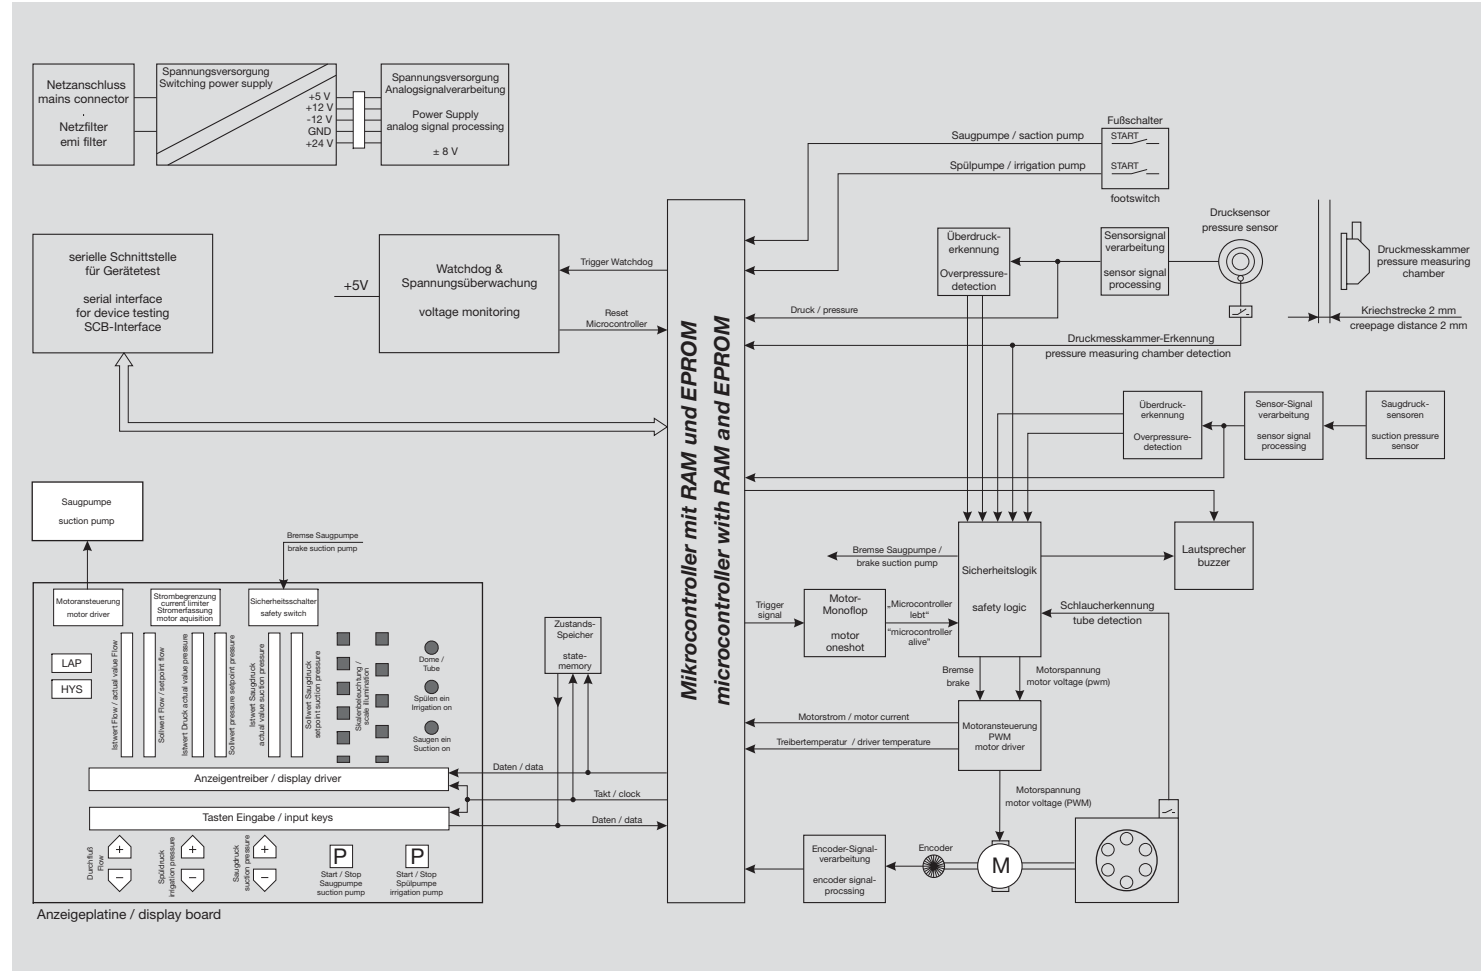 Netzanschluss
mains connector
.
Netzfilter
emi filter
Spannungsversorgung
Switching power supply
+5 V
+12 V
-12 V
GND
+24 V
Spannungsversorgung
Analogsignalverarbeitung
Power Supply
analog signal processing
± 8 V
Saugpumpe / saction pump
Spülpumpe / irrigation pump
Fußschalter
START
START
footswitch
serielle Schnittstelle
für Gerätetest
serial interface
for device testing
SCB-Interface
+5V
Watchdog &
Spannungsüberwachung
voltage monitoring
Trigger Watchdog
Reset
Microcontroller
Mikrocontroller mit RAM und EPROM
microcontroller with RAM and EPROM
Überdruck-
erkennung
Overpressure-
detection
Sensorsignal
verarbeitung
sensor signal
processing
Drucksensor
pressure sensor
Druckmesskammer
pressure measuring
chamber
Kriechstrecke 2 mm
creepage distance 2 mm
Druck / pressure
Druckmesskammer-Erkennung
pressure measuring chamber detection
Überdruck-
erkennung
Overpressure-
detection
Sensor-Signal
verarbeitung
sensor signal
processing
Saugdruck-
sensoren
suction pressure
sensor
Saugpumpe
suction pump
Bremse Saugpumpe
brake suction pump
Motoransteuerung
motor driver
Strombegrenzung
current limiter
Stromerfassung
motor aquisition
Sicherheitsschalter
safety switch
LAP
HYS
Istwert Flow / actual value Flow
Sollwert Flow / setpoint flow
Istwert Druck actual value pressure
Sollwert pressure setpoint pressure
Istwert Saugdruck
actual value suction pressure
Sollwert Saugdruck
setpoint suction pressure
Skalenbeleuchtung /
scale illumination
Dome /
Tube
Spülen ein
Irrigation on
Saugen ein
Suction on
Zustands-
Speicher
state-
memory
Anzeigentreiber / display driver
Tasten Eingabe / input keys
Daten / data
Takt / clock
Daten / data
Durchfluß
Flow
+
−
Spüldruck
irrigation pressure
+
−
Saugdruck
suction pressure
+
−
P
Start / Stop
Saugpumpe
suction pump
P
Start / Stop
Spülpumpe
irrigation pump
Anzeigeplatine / display board
Bremse Saugpumpe /
brake suction pump
Sicherheitslogik
safety logic
Lautsprecher
buzzer
Trigger
signal
Motor-
Monoflop
motor
oneshot
„Microcontroller
lebt“
“microcontroller
alive”
Schlaucherkennung
tube detection
Bremse
brake
Motorspannung
motor voltage (pwm)
Motorstrom / motor current
Treibertemperatur / driver temperature
Motoransteuerung
PWM
motor driver
Motorspannung
motor voltage (PWM)
Encoder-Signal-
verarbeitung
encoder signal-
procssing
Encoder
M